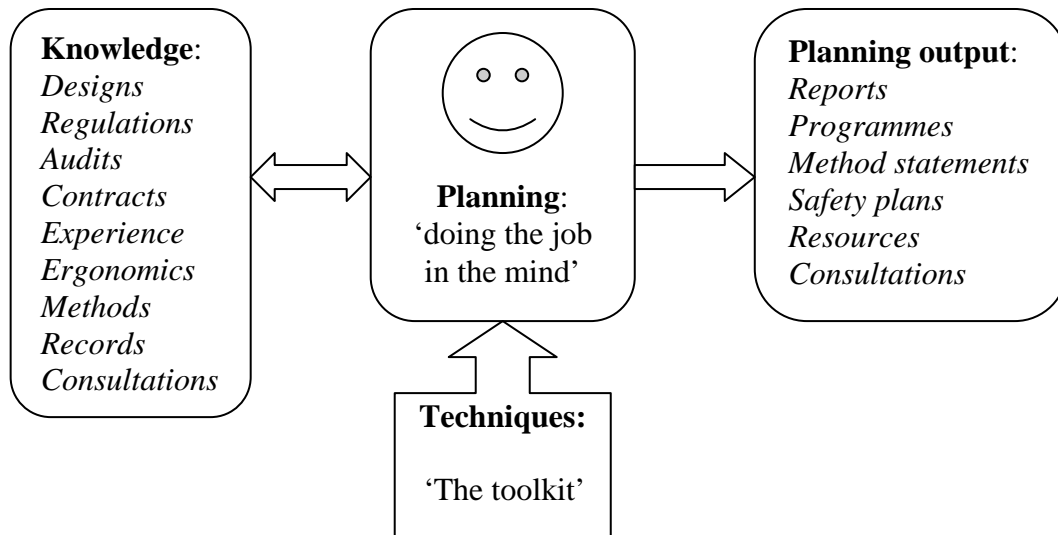 Knowledge:
Designs
Regulations
Audits
Contracts
Experience
Ergonomics
Methods
Records
Consultations
Planning:
‘doing the job
in the mind’
Techniques:
‘The toolkit’
Planning output:
Reports
Programmes
Method statements
Safety plans
Resources
Consultations